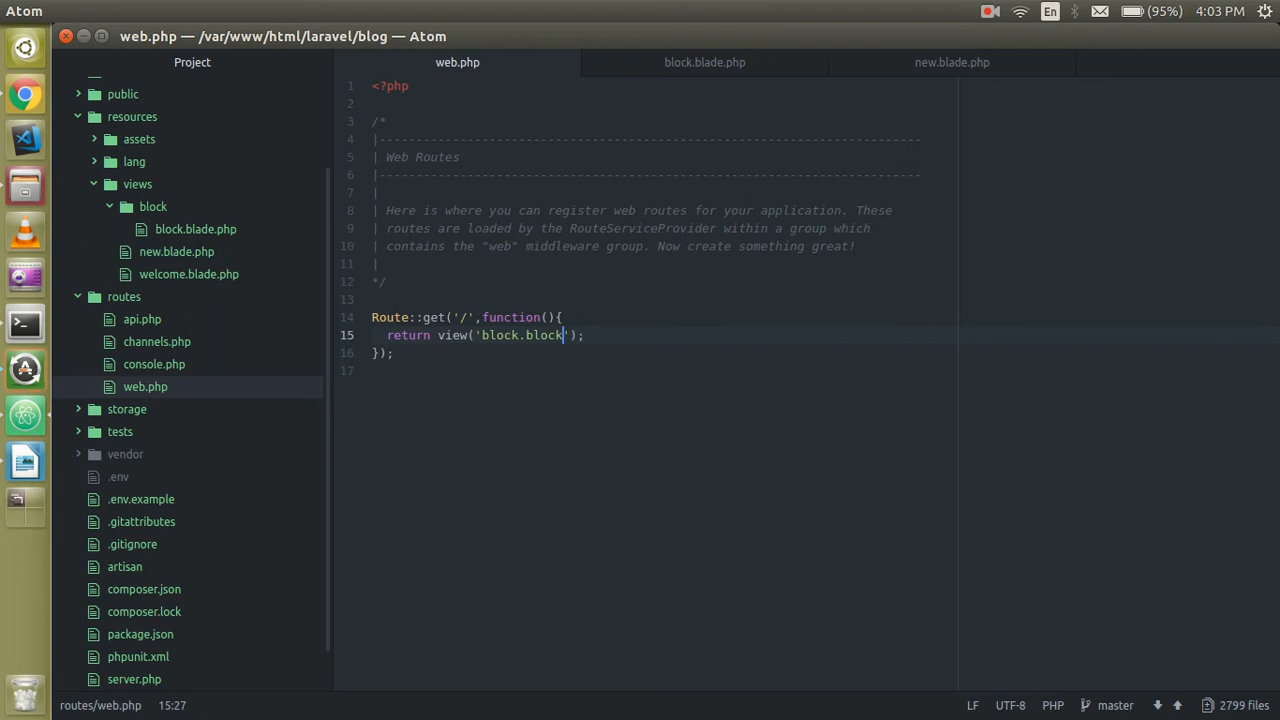 Atom
En
(95%)
4:03 PM
web.php — /var/www/html/laravel/blog — Atom
Project
web.php
block.blade.php
new.blade.php
public
resources
assets
lang
views
block
block.blade.php
new.blade.php
welcome.blade.php
routes
api.php
channels.php
console.php
web.php
storage
tests
vendor
.env
.env.example
.gitattributes
.gitignore
artisan
composer.json
composer.lock
package.json
phpunit.xml
server.php
1 <?php
2
3 /*
4 |--------------------------------------------------------------------------
5 | Web Routes
6 |--------------------------------------------------------------------------
7 |
8 | Here is where you can register web routes for your application. These
9 | routes are loaded by the RouteServiceProvider within a group which
10 | contains the "web" middleware group. Now create something great!
11 |
12 */
13
14 Route::get('/',function(){
15 return view('block.block');
16 });
17
routes/web.php 15:27
LF UTF-8 PHP master 2799 files